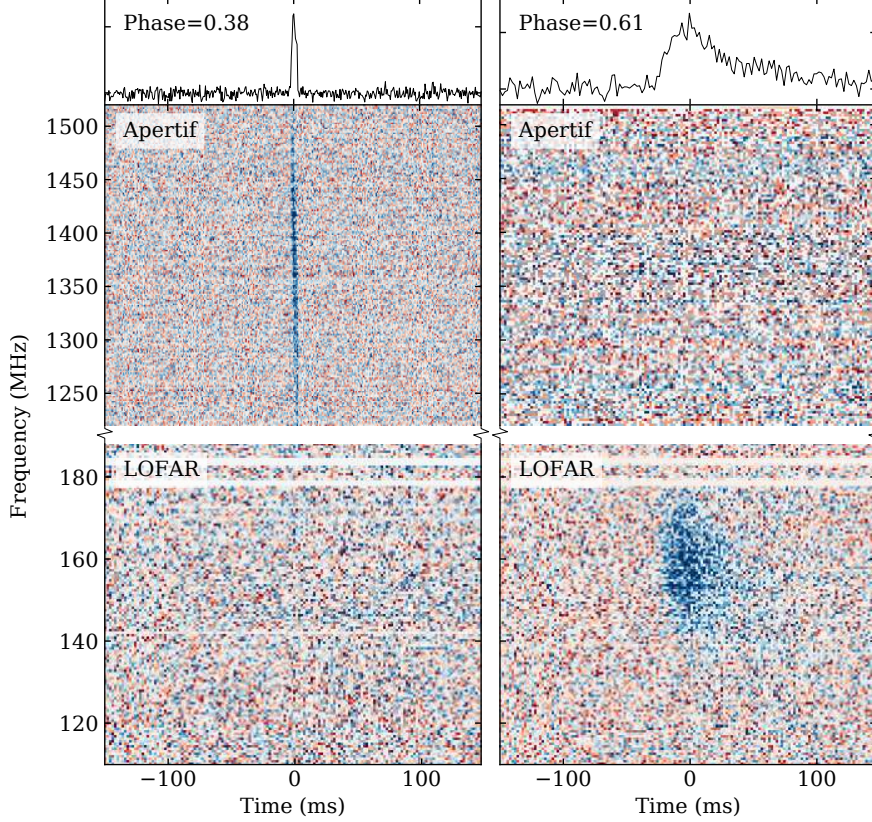 Phase=0.38 Phase=0.61
Apertif Apertif
1500
1450
1400
1350
1300
1250
Frequency (MHz)
LOFAR LOFAR
180
160
140
120
−100 0 100 −100 0 100
Time (ms) Time (ms)